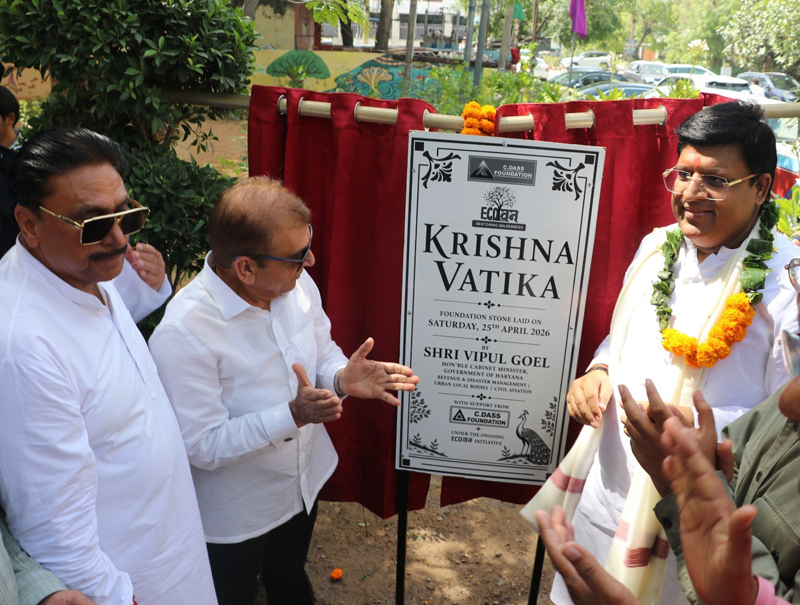 C.DASS
FOUNDATION
ECOवन
RESTORING WILDERNESS
KRISHNA
VATIKA
FOUNDATION STONE LAID ON
SATURDAY, 25TH APRIL 2026
BY
SHRI VIPUL GOEL
HON'BLE CABINET MINISTER,
GOVERNMENT OF HARYANA
REVENUE & DISASTER MANAGEMENT |
URBAN LOCAL BODIES | CIVIL AVIATION
WITH SUPPORT FROM
C.DASS
FOUNDATION
UNDER THE ONGOING
ECOवन INITIATIVE